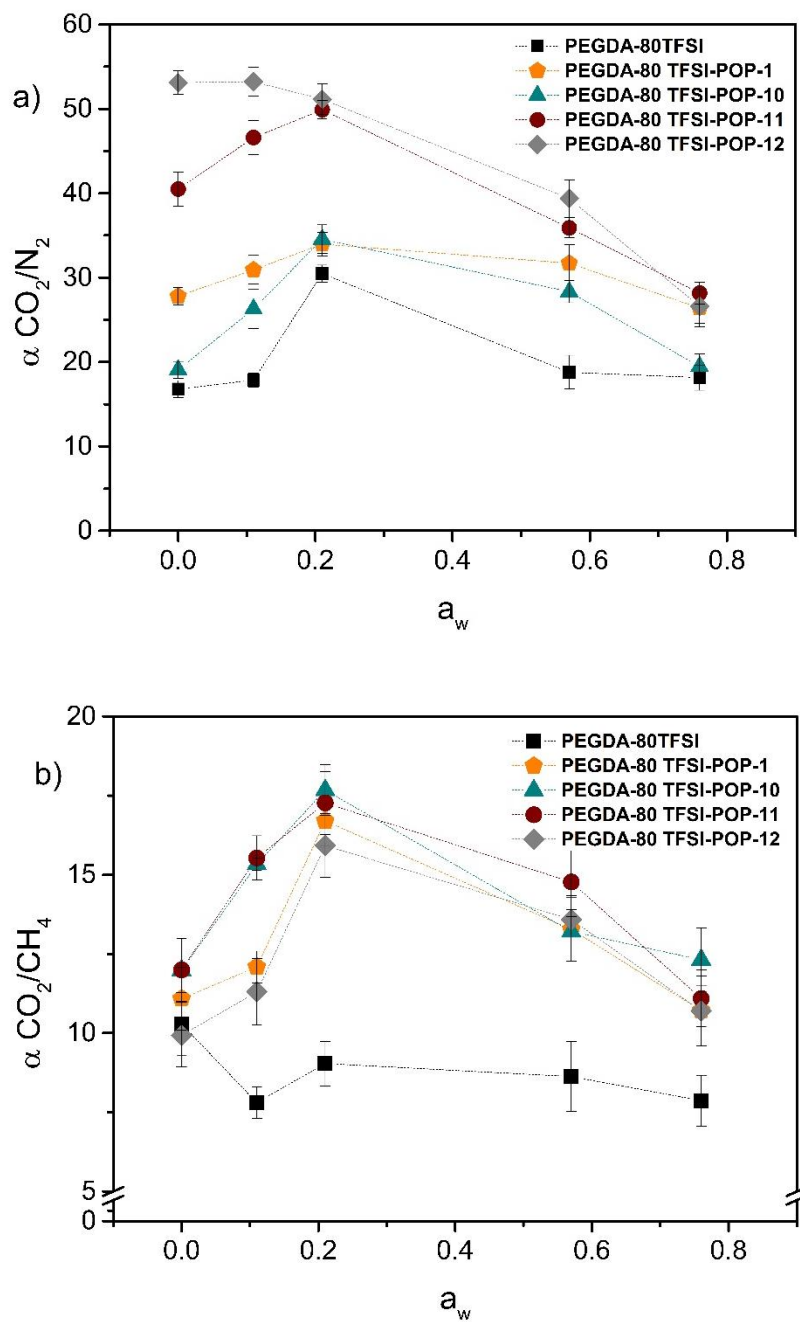 a)
PEGDA-80TFSI
PEGDA-80 TFSI-POP-1
PEGDA-80 TFSI-POP-10
PEGDA-80 TFSI-POP-11
PEGDA-80 TFSI-POP-12
α CO₂/N₂
60
50
40
30
20
10
0
0.0 0.2 0.4 0.6 0.8
a_w
b)
PEGDA-80TFSI
PEGDA-80 TFSI-POP-1
PEGDA-80 TFSI-POP-10
PEGDA-80 TFSI-POP-11
PEGDA-80 TFSI-POP-12
α CO₂/CH₄
20
15
10
5
0
0.0 0.2 0.4 0.6 0.8
a_w